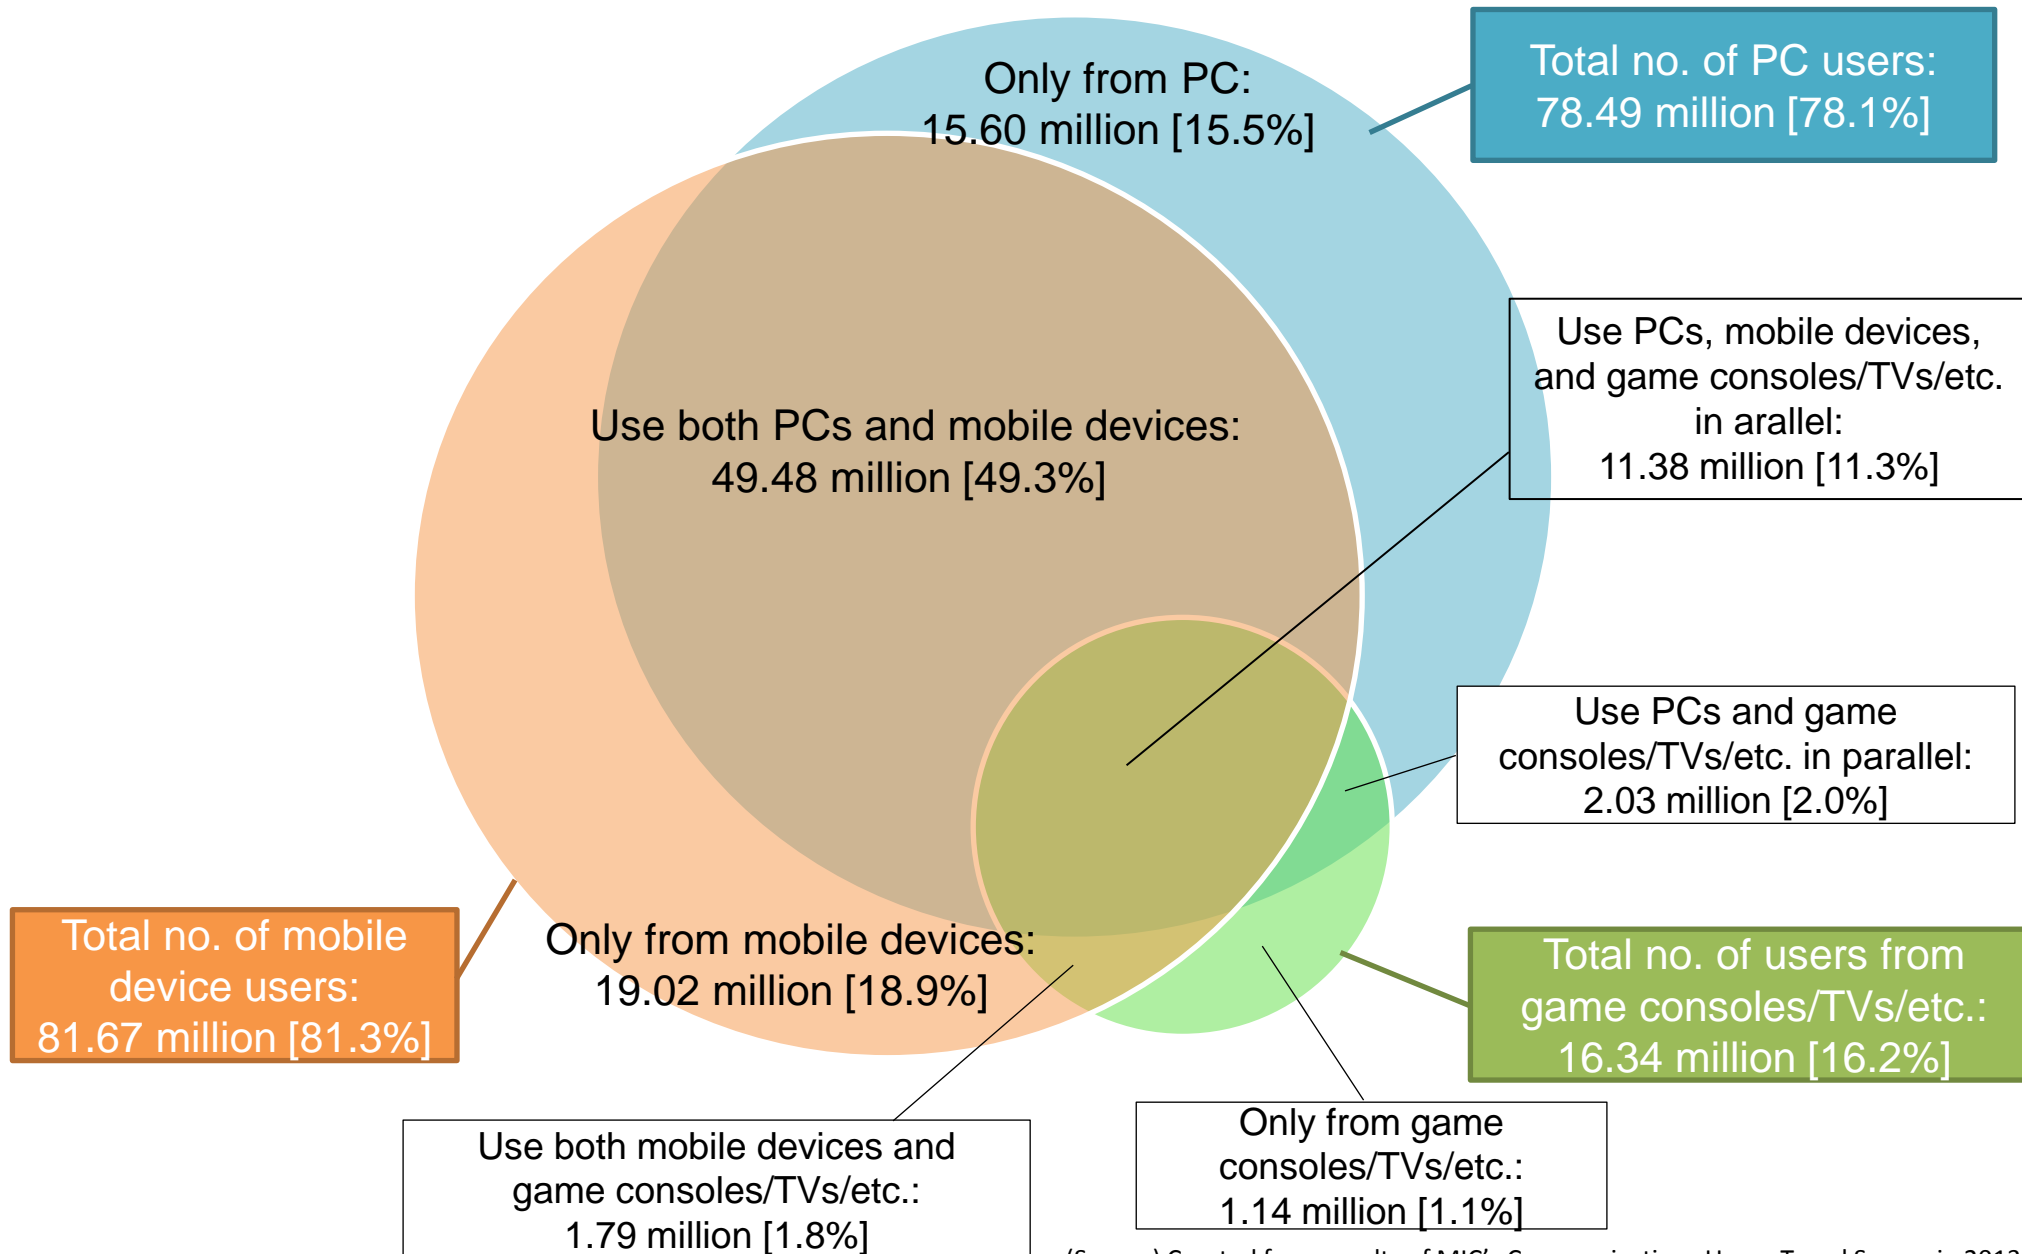 Only from PC:
15.60 million [15.5%]
Total no. of PC users:
78.49 million [78.1%]
Use PCs, mobile devices,
and game consoles/TVs/etc.
in arallel:
11.38 million [11.3%]
Use both PCs and mobile devices:
49.48 million [49.3%]
Use PCs and game
consoles/TVs/etc. in parallel:
2.03 million [2.0%]
Total no. of mobile
device users:
81.67 million [81.3%]
Only from mobile devices:
19.02 million [18.9%]
Total no. of users from
game consoles/TVs/etc.:
16.34 million [16.2%]
Use both mobile devices and
game consoles/TVs/etc.:
1.79 million [1.8%]
Only from game
consoles/TVs/etc.:
1.14 million [1.1%]